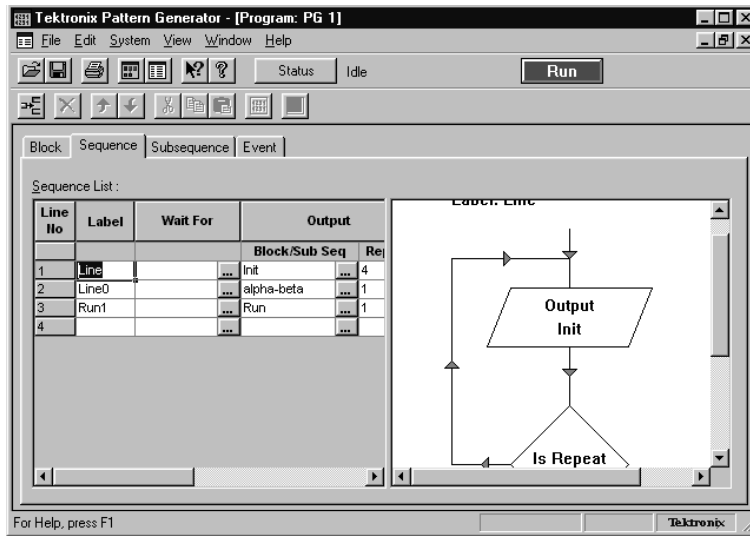 Tektronix Pattern Generator - [Program: PG 1]
File Edit System View Window Help
Status Idle Run
Block Sequence Subsequence Event
Sequence List :
Line No Label Wait For Output
Block/Sub Seq
1 Line ... Init ... 4
2 Line0 ... alpha-beta ... 1
3 Run1 ... Run ... 1
4 ... ...
Label: Line
Output
Init
Is Repeat
For Help, press F1
Tektronix